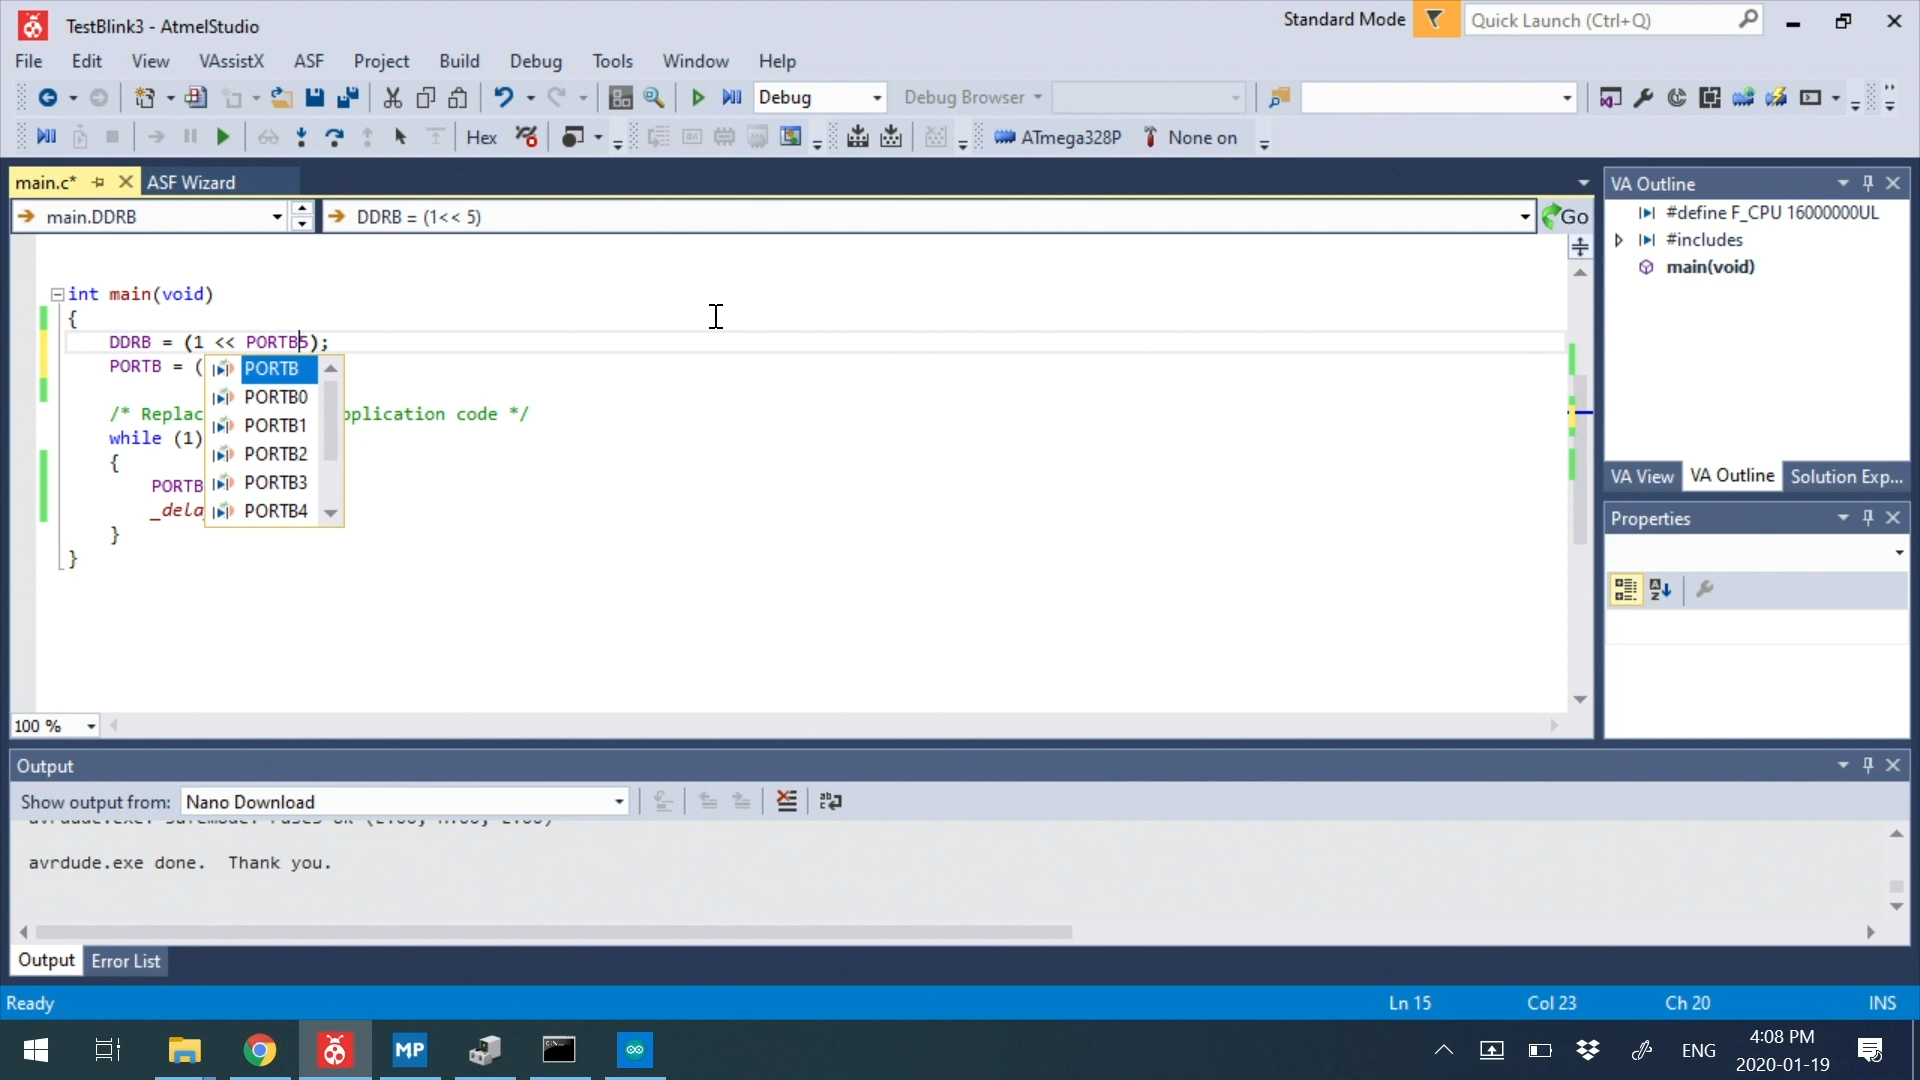 TestBlink3 - AtmelStudio
Standard Mode
Quick Launch (Ctrl+Q)
File Edit View VAssistX ASF Project Build Debug Tools Window Help
Debug
Debug Browser
Hex
ATmega328P
None on
main.c*
ASF Wizard
main.DDRB
DDRB = (1<< 5)
Go
int main(void)
{
DDRB = (1 << PORTB5);
PORTB = (
/* Replac
pplication code */
while (1)
{
PORTB
_dela
}
}
PORTB
PORTB0
PORTB1
PORTB2
PORTB3
PORTB4
100 %
VA Outline
#define F_CPU 16000000UL
#includes
main(void)
VA View
VA Outline
Solution Exp...
Properties
Output
Show output from: Nano Download
avrdude.exe done.  Thank you.
Output
Error List
Ready
Ln 15
Col 23
Ch 20
INS
MP
ENG
4:08 PM
2020-01-19